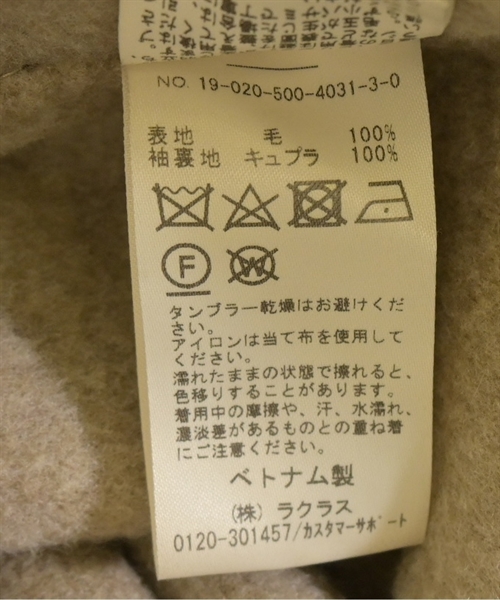 NO. 19-020-500-4031-3-0
表地 毛 100%
袖裏地 キュプラ 100%
F W
タンブラー乾燥はお避けくだ
さい。
アイロンは当て布を使用して
ください。
濡れたままの状態で擦れると、
色移りすることがあります。
着用中の摩擦や、汗、水濡れ、
濃淡差があるものとの重ね着
にご注意ください。
ベトナム製
(株) ラクラス
0120-301457/カスタマーサポート